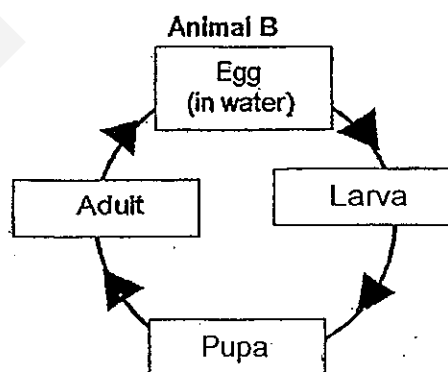 Animal B
Egg
(in water)
Larva
Adult
Pupa